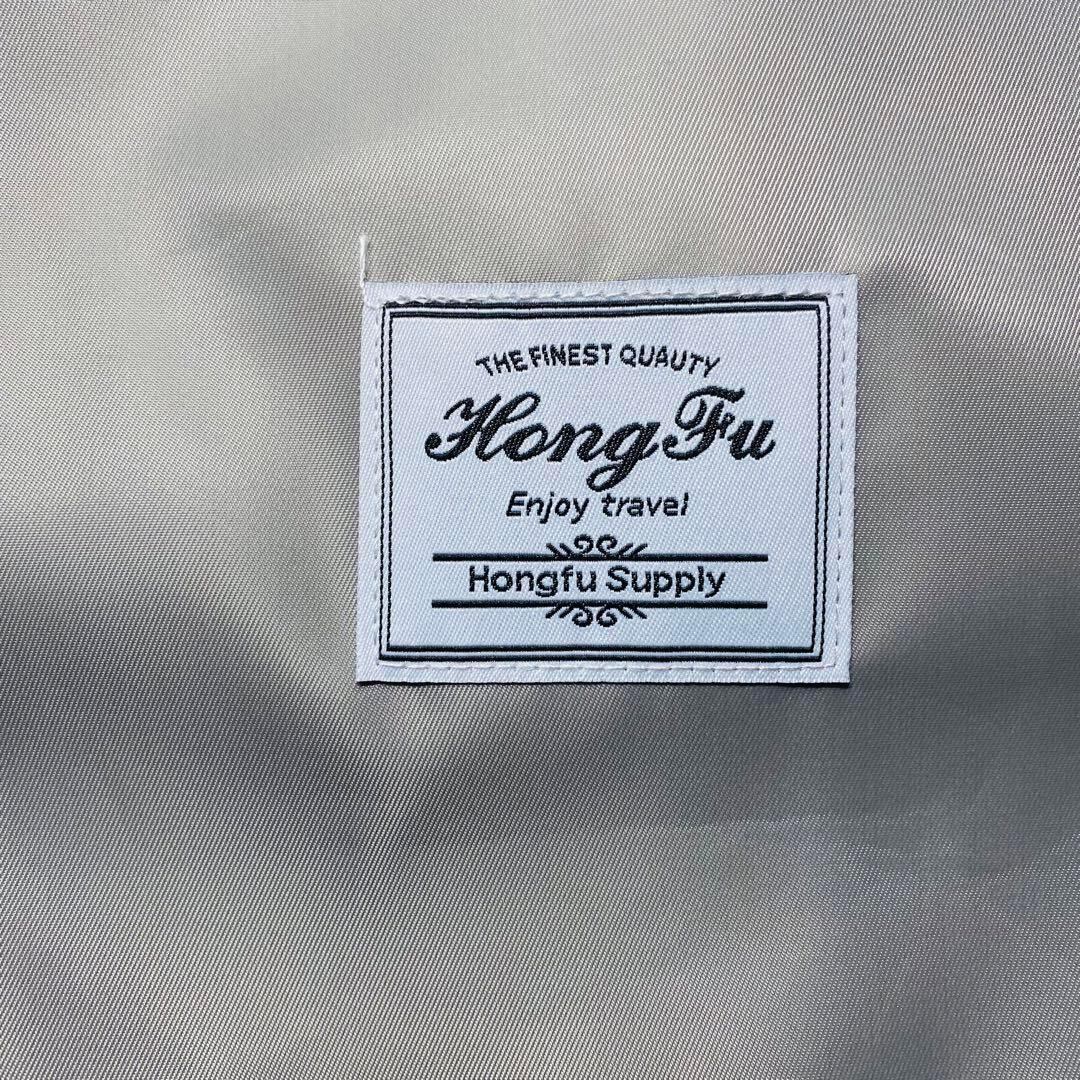 THE FINEST QUAUTY
HongFu
Enjoy travel
Hongfu Supply